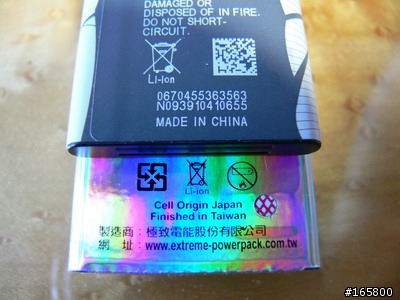 DAMAGED OR
DISPOSED OF IN FIRE.
DO NOT SHORT-
CIRCUIT.
Li-ion
0670455363563
N093910410655
MADE IN CHINA
Li-ion
Cell Origin Japan
Finished in Taiwan
製造商：極致電能股份有限公司
網　址：www.extreme-powerpack.com.tw
#165800